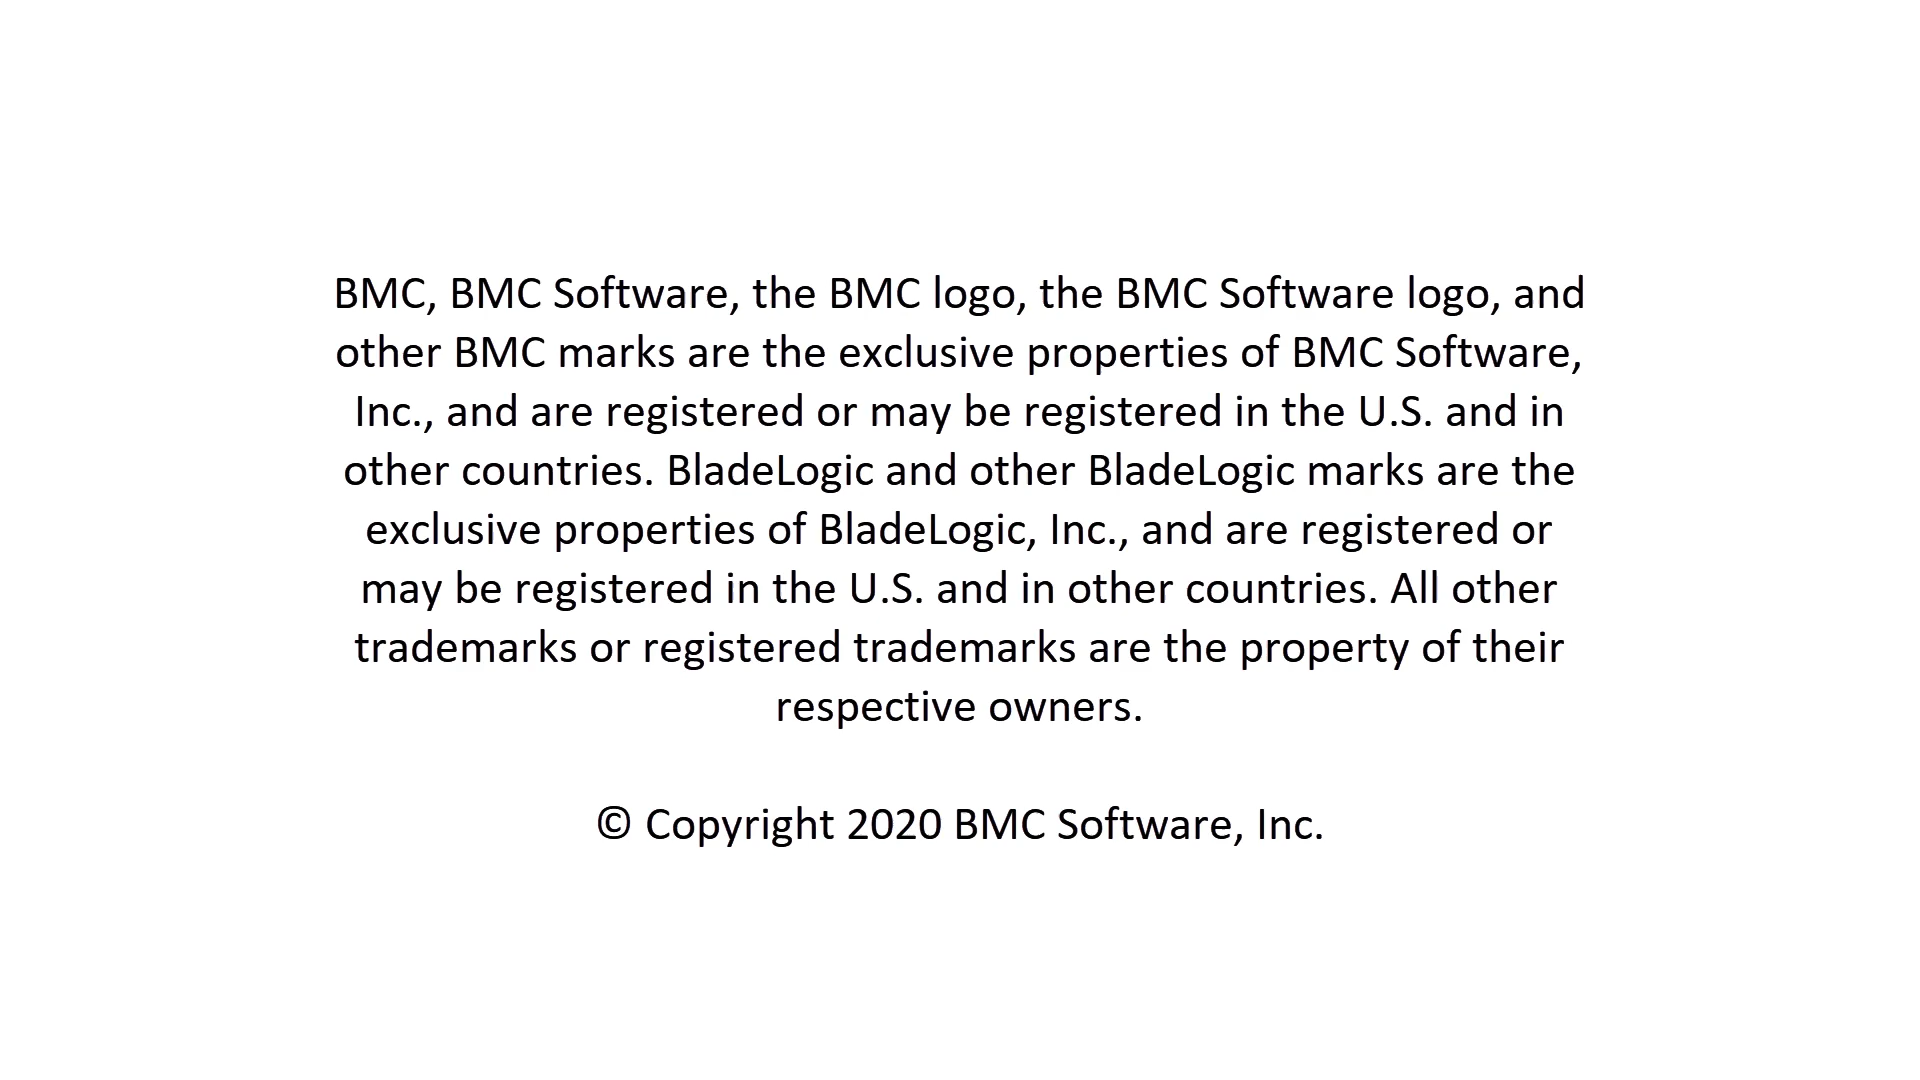 BMC, BMC Software, the BMC logo, the BMC Software logo, and
other BMC marks are the exclusive properties of BMC Software,
Inc., and are registered or may be registered in the U.S. and in
other countries. BladeLogic and other BladeLogic marks are the
exclusive properties of BladeLogic, Inc., and are registered or
may be registered in the U.S. and in other countries. All other
trademarks or registered trademarks are the property of their
respective owners.
© Copyright 2020 BMC Software, Inc.